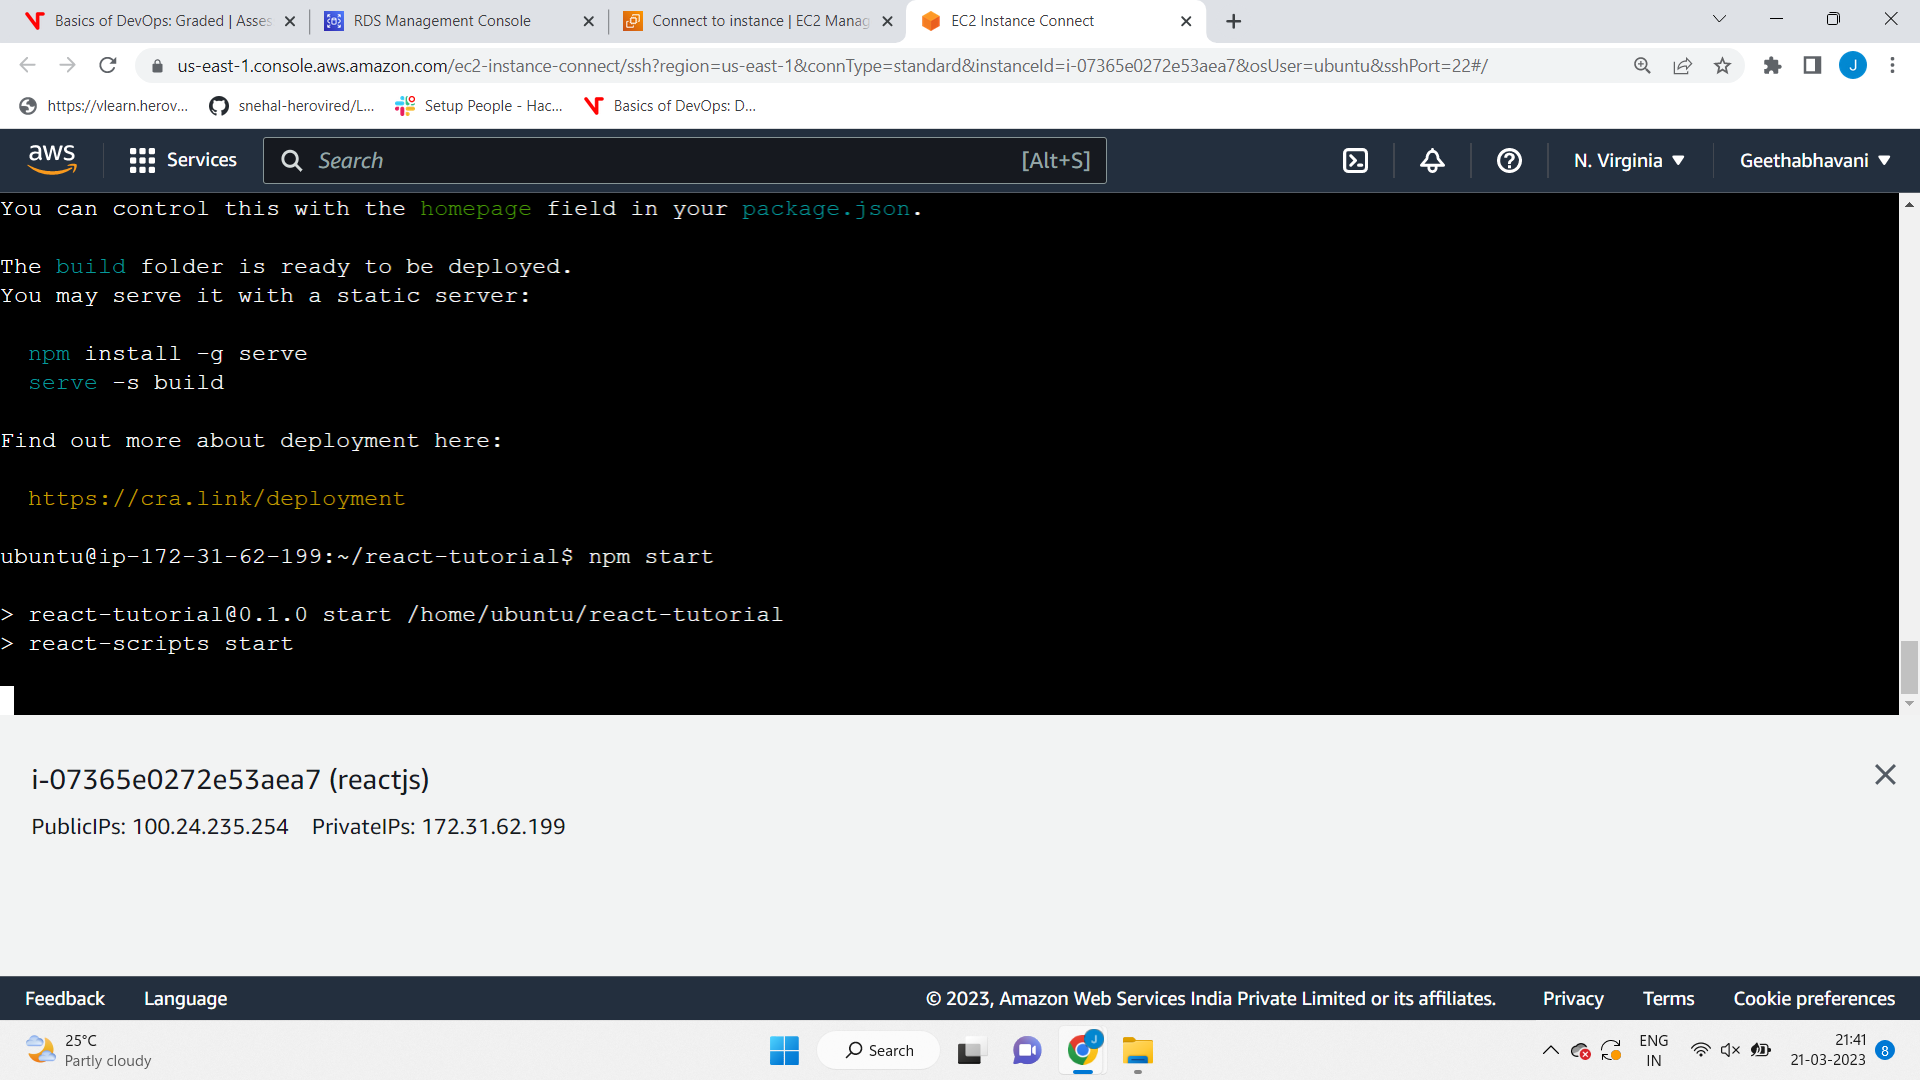 Basics of DevOps: Graded | Asses
RDS Management Console
Connect to instance | EC2 Manag
EC2 Instance Connect
us-east-1.console.aws.amazon.com/ec2-instance-connect/ssh?region=us-east-1&connType=standard&instanceId=i-07365e0272e53aea7&osUser=ubuntu&sshPort=22#/
J
https://vlearn.herov...
snehal-herovired/L...
Setup People - Hac...
Basics of DevOps: D...
aws
Services
Search
[Alt+S]
N. Virginia
Geethabhavani
You can control this with the homepage field in your package.json.
The build folder is ready to be deployed.
You may serve it with a static server:
npm install -g serve
serve -s build
Find out more about deployment here:
https://cra.link/deployment
ubuntu@ip-172-31-62-199:~/react-tutorial$ npm start
> react-tutorial@0.1.0 start /home/ubuntu/react-tutorial
> react-scripts start
i-07365e0272e53aea7 (reactjs)
PublicIPs: 100.24.235.254 PrivateIPs: 172.31.62.199
Feedback
Language
© 2023, Amazon Web Services India Private Limited or its affiliates.
Privacy
Terms
Cookie preferences
25°C
Partly cloudy
Search
J
ENG
IN
21:41
21-03-2023
8